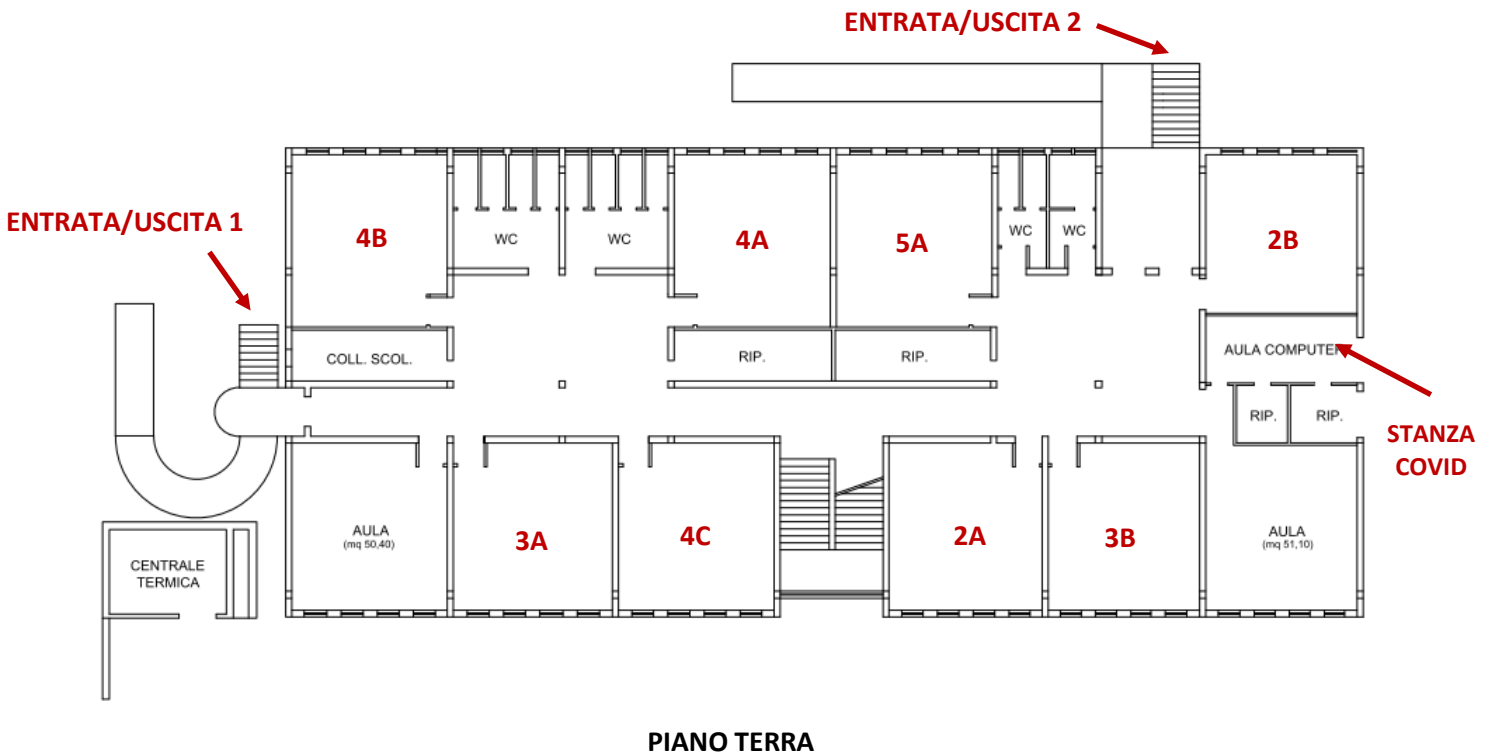 ENTRATA/USCITA 2
ENTRATA/USCITA 1
4B
WC
WC
4A
5A
WC
WC
2B
COLL. SCOL.
RIP.
RIP.
AULA COMPUTER
RIP.
RIP.
STANZA
COVID
AULA
(mq 50,40)
3A
4C
2A
3B
AULA
(mq 51,10)
CENTRALE
TERMICA
PIANO TERRA